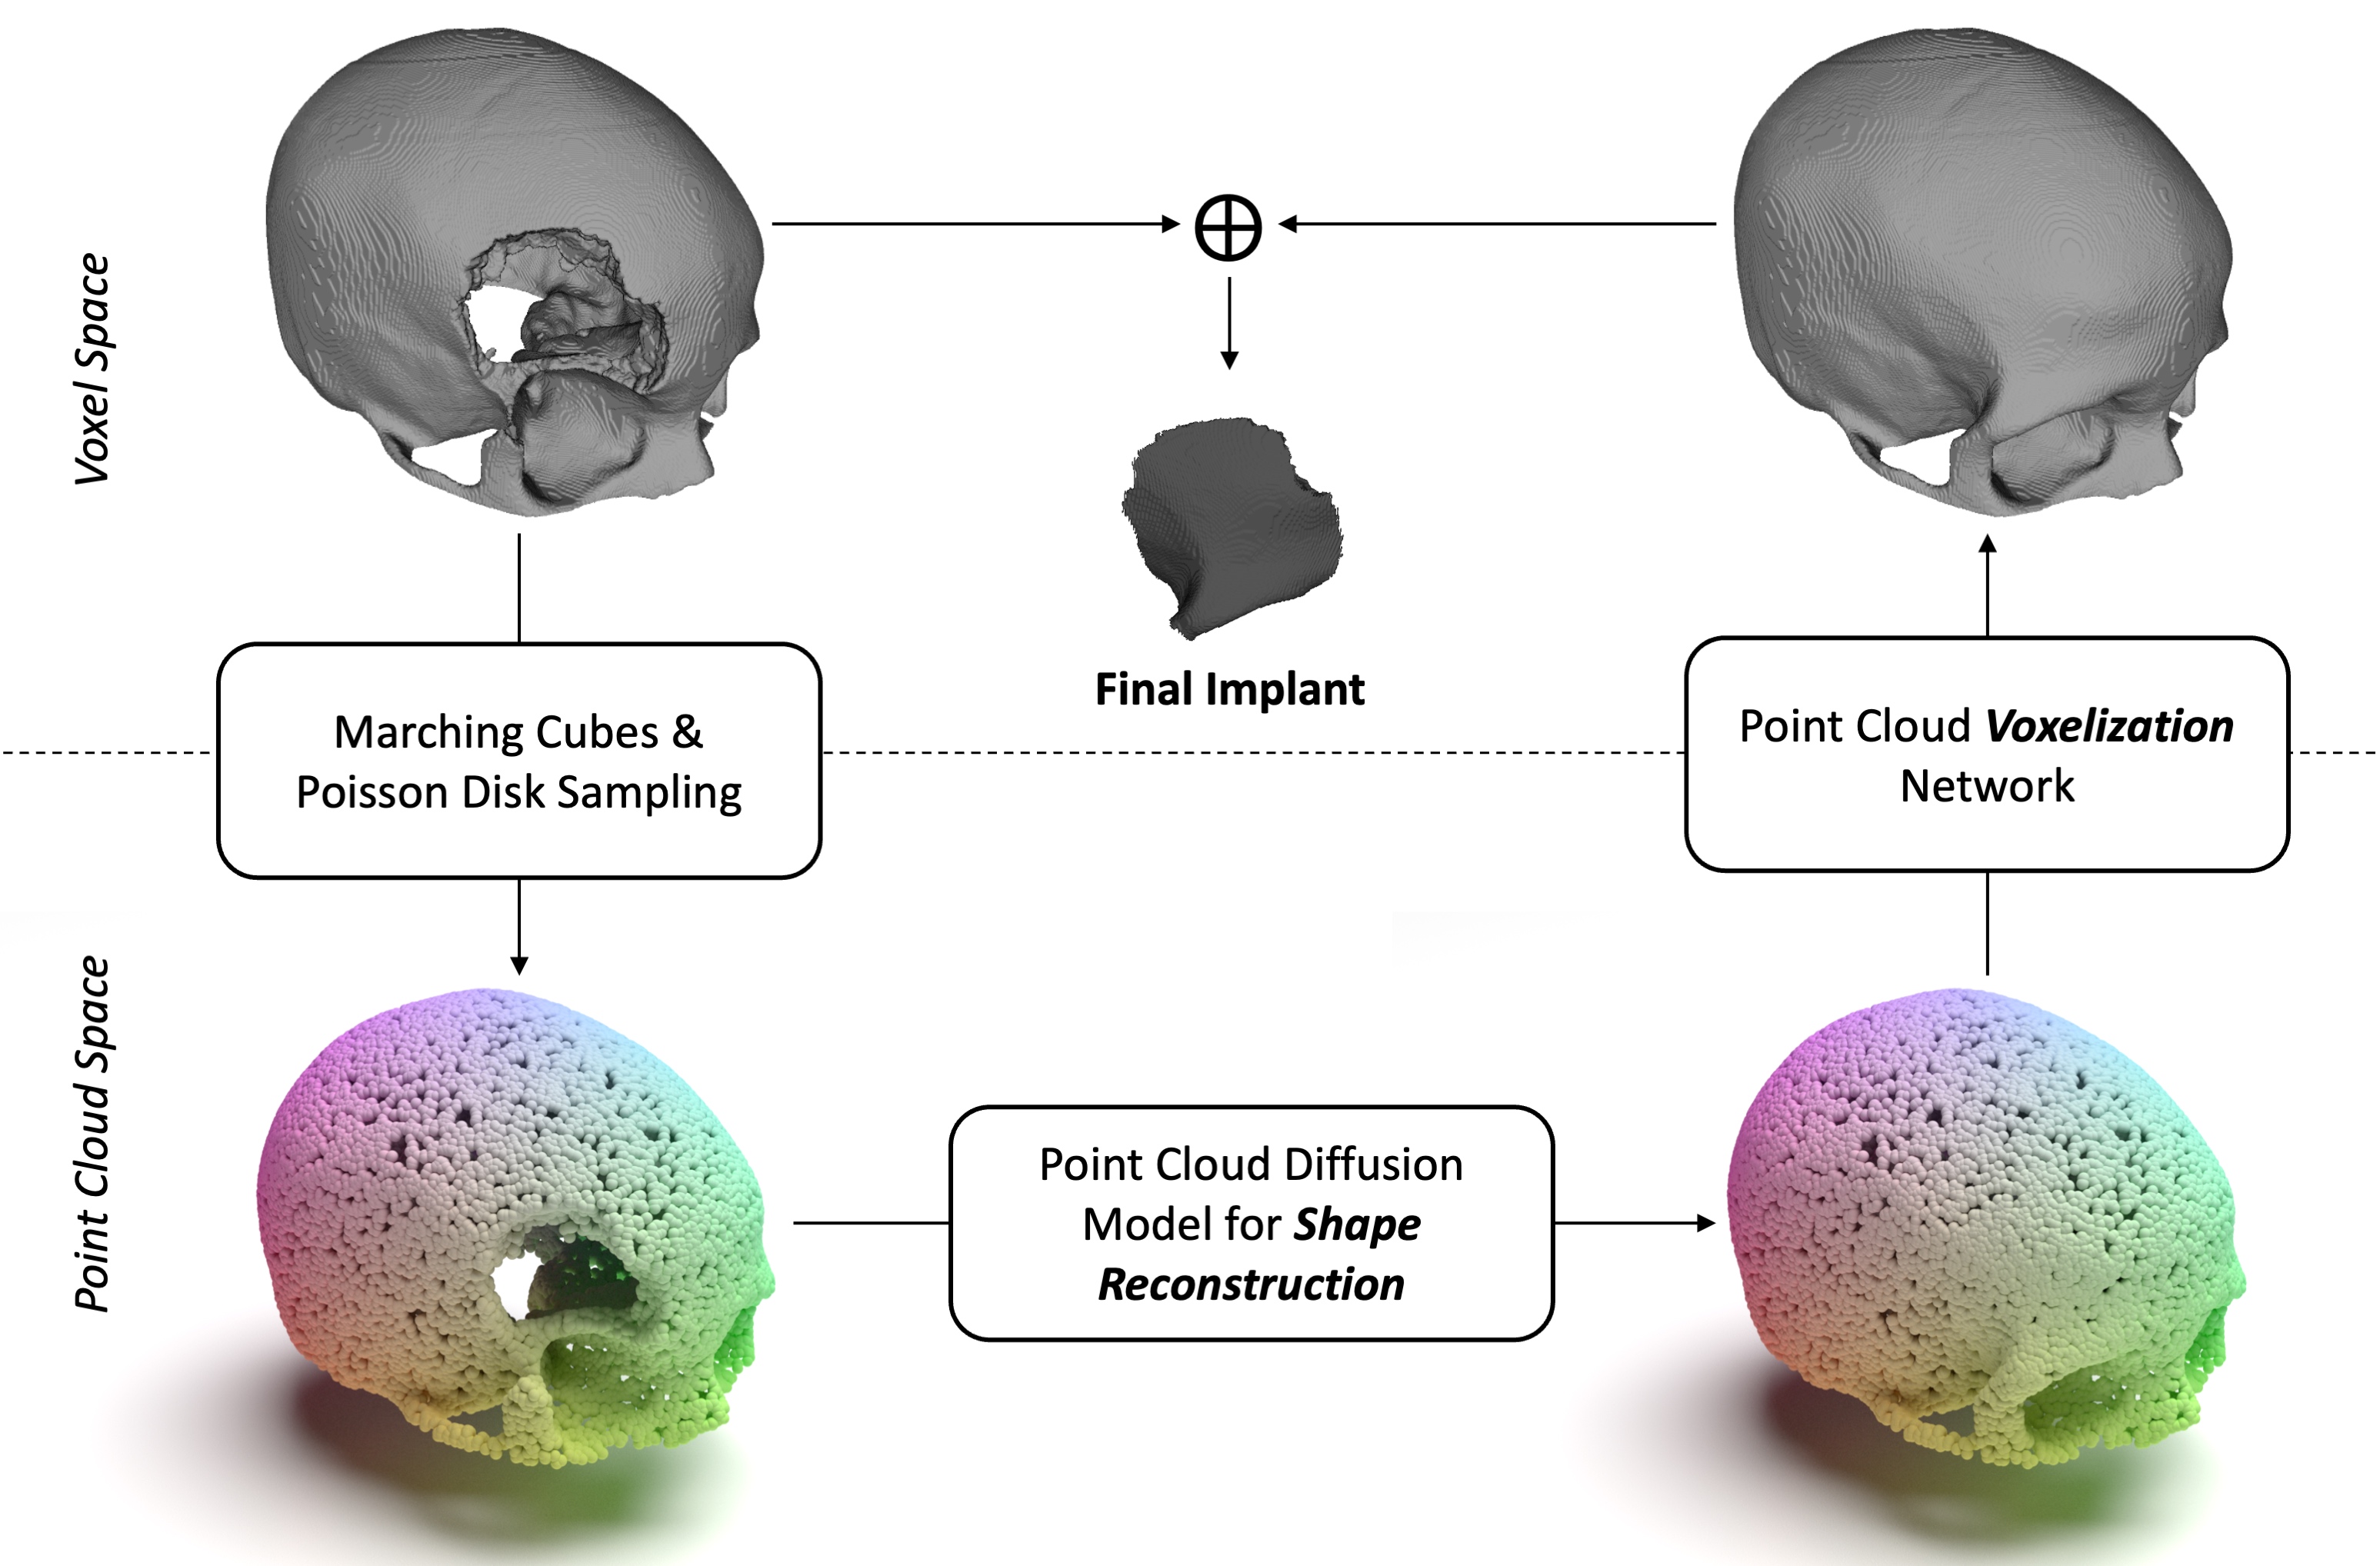 Voxel Space
Final Implant
Marching Cubes &
Poisson Disk Sampling
Point Cloud Voxelization
Network
Point Cloud Space
Point Cloud Diffusion
Model for Shape
Reconstruction